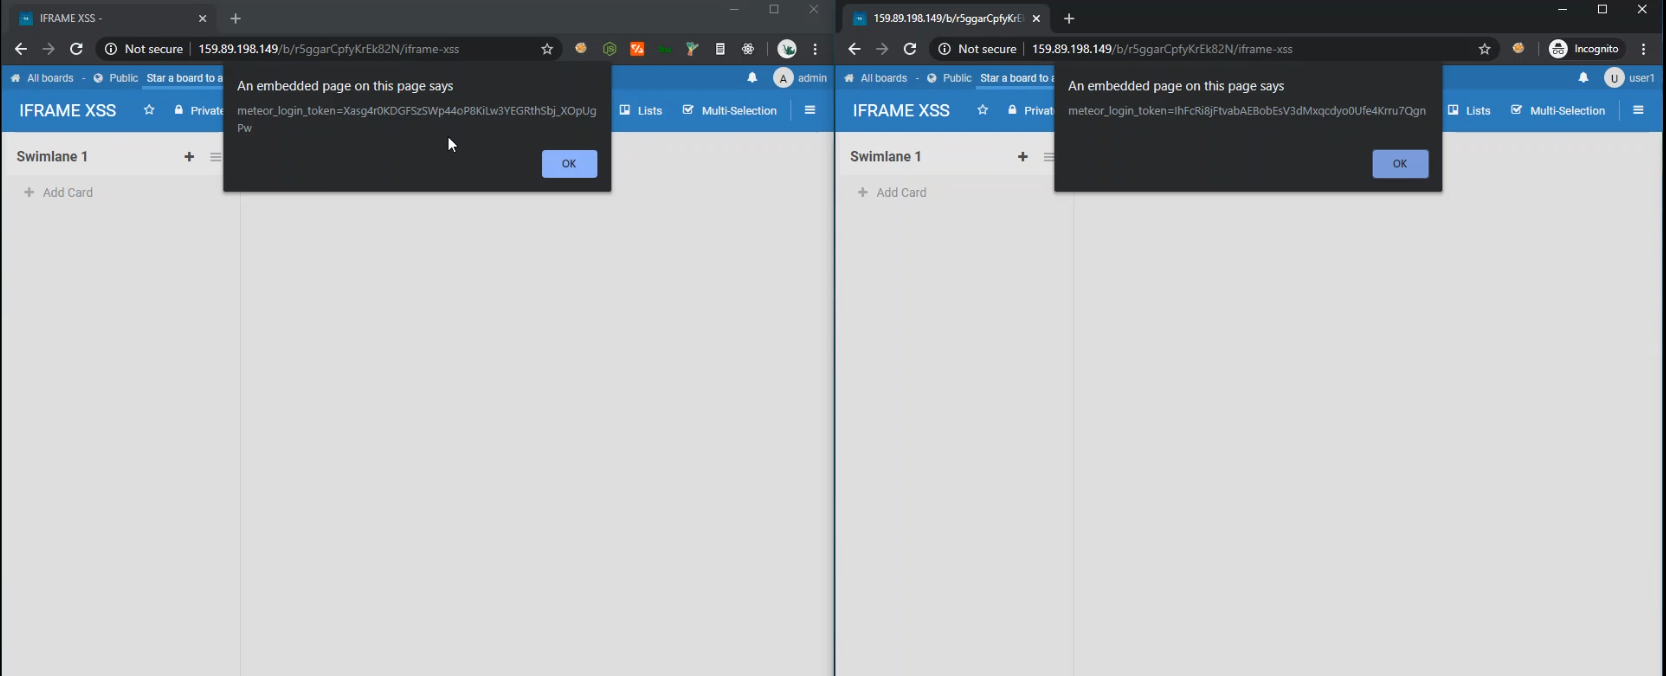 IFRAME XSS -
Not secure 159.89.198.149/b/r5ggarCpfyKrEk82N/iframe-xss
All boards - Public Star a board to a
A admin
An embedded page on this page says
meteor_login_token=Xasg4r0KDGFSzSWp44oP8KiLw3YEGRthSbj_XOpUg
Pw
OK
IFRAME XSS Private
Lists Multi-Selection
Swimlane 1
Add Card
159.89.198.149/b/r5ggarCpfyKrEk
Not secure 159.89.198.149/b/r5ggarCpfyKrEk82N/iframe-xss
Incognito
All boards - Public Star a board to a
U user1
An embedded page on this page says
meteor_login_token=IhFcRi8jFtvabAEBobEsV3dMxqcdyo0Ufe4Krru7Qgn
OK
IFRAME XSS Privat
Lists Multi-Selection
Swimlane 1
Add Card